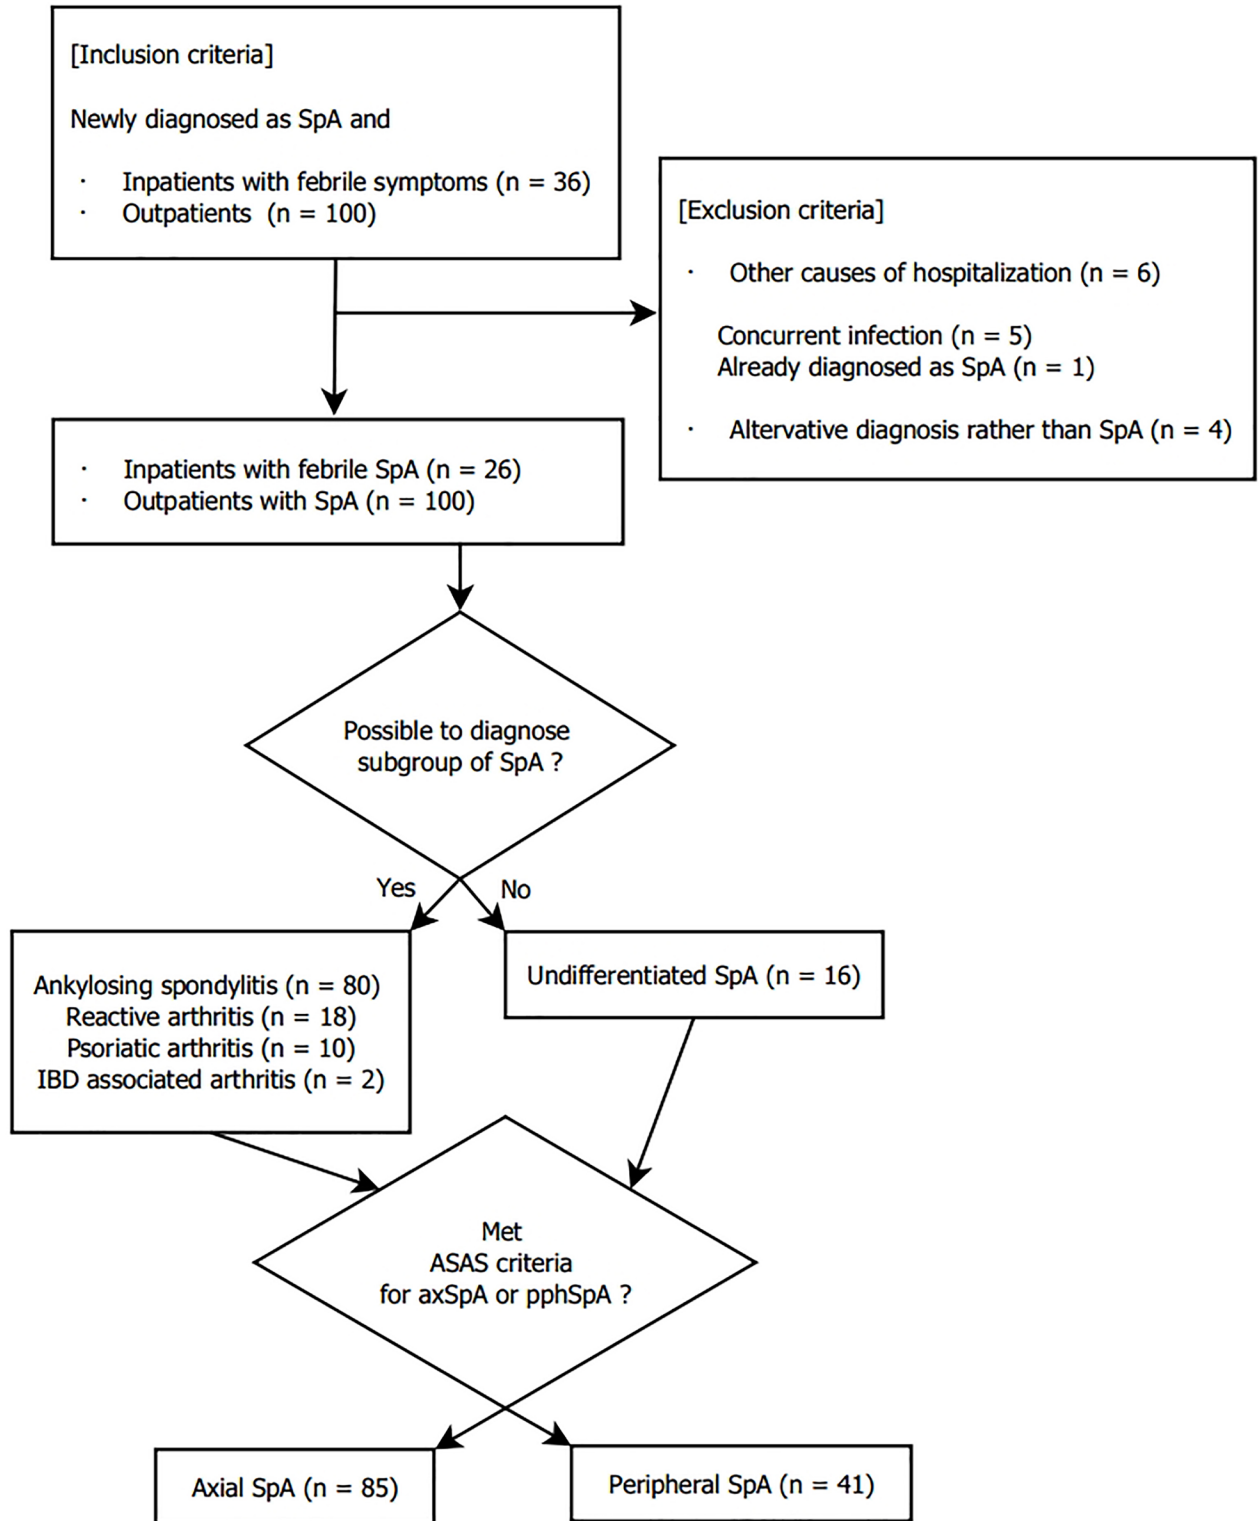 [Inclusion criteria]
Newly diagnosed as SpA and
· Inpatients with febrile symptoms (n = 36)
· Outpatients (n = 100)
[Exclusion criteria]
· Other causes of hospitalization (n = 6)
Concurrent infection (n = 5)
Already diagnosed as SpA (n = 1)
· Altervative diagnosis rather than SpA (n = 4)
· Inpatients with febrile SpA (n = 26)
· Outpatients with SpA (n = 100)
Possible to diagnose
subgroup of SpA ?
Yes
No
Ankylosing spondylitis (n = 80)
Reactive arthritis (n = 18)
Psoriatic arthritis (n = 10)
IBD associated arthritis (n = 2)
Undifferentiated SpA (n = 16)
Met
ASAS criteria
for axSpA or pphSpA ?
Axial SpA (n = 85)
Peripheral SpA (n = 41)